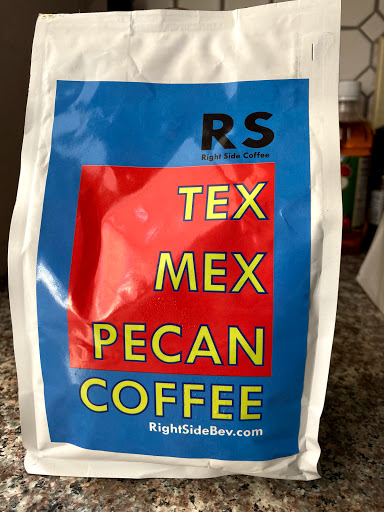 RS
Right Side Coffee
TEX
MEX
PECAN
COFFEE
RightSideBev.com